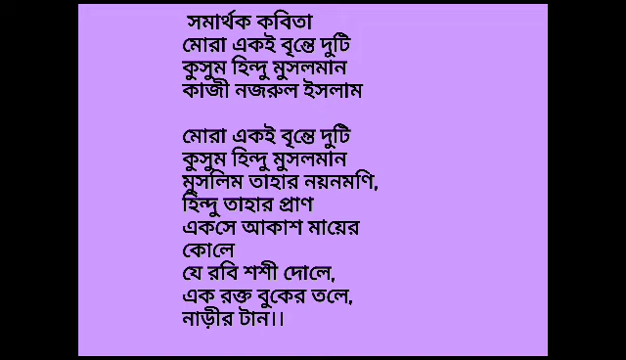 সমার্থক কবিতা
মোরা একই বৃন্তে দুটি
কুসুম হিন্দু মুসলমান
কাজী নজরুল ইসলাম
মোরা একই বৃন্তে দুটি
কুসুম হিন্দু মুসলমান
মুসলিম তাহার নয়নমণি,
হিন্দু তাহার প্রাণ
একসে আকাশ মায়ের
কোলে
যে রবি শশী দোলে,
এক রক্ত বুকের তলে,
নাড়ীর টান।।